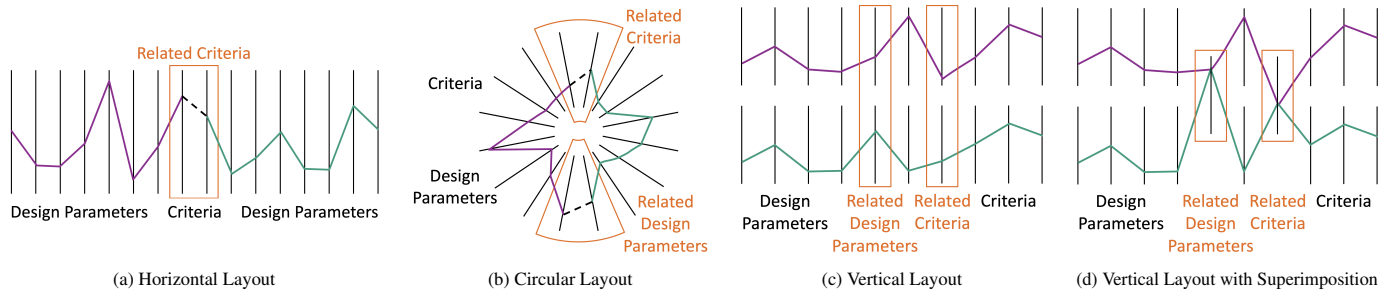 Related Criteria
Design Parameters
Criteria
Design Parameters
(a) Horizontal Layout
Related
Criteria
Criteria
Design
Parameters
Related
Design
Parameters
(b) Circular Layout
Design
Parameters
Related
Design
Parameters
Related
Criteria
Criteria
(c) Vertical Layout
Design
Parameters
Related
Design
Parameters
Related
Criteria
Criteria
(d) Vertical Layout with Superimposition